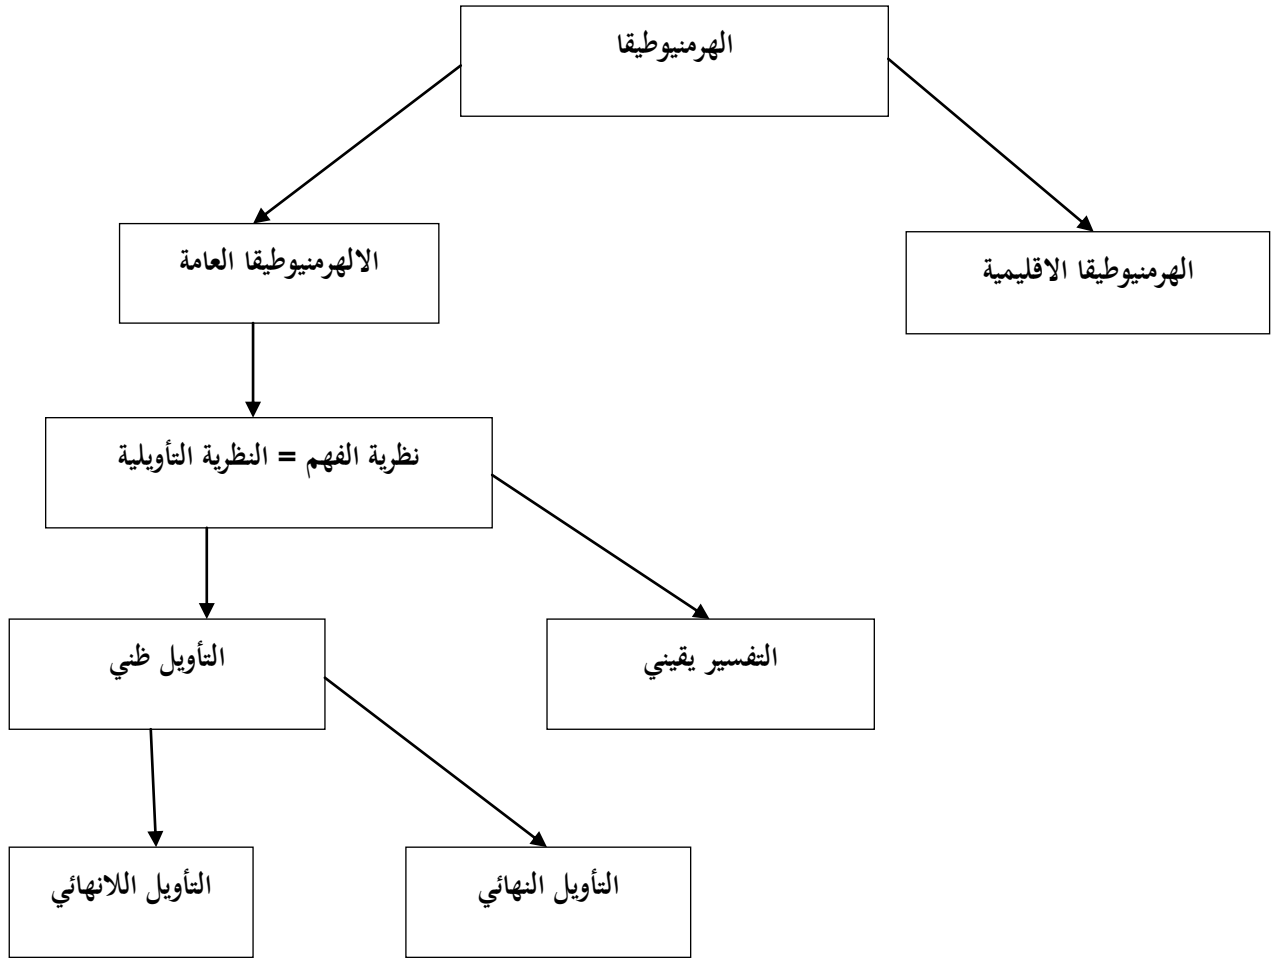 الهرمنيوطيقا
الهرمنيوطيقا الاقليمية
الالهرمنيوطيقا العامة
نظرية الفهم = النظرية التأويلية
التفسير يقيني
التأويل ظني
التأويل النهائي
التأويل اللانهائي